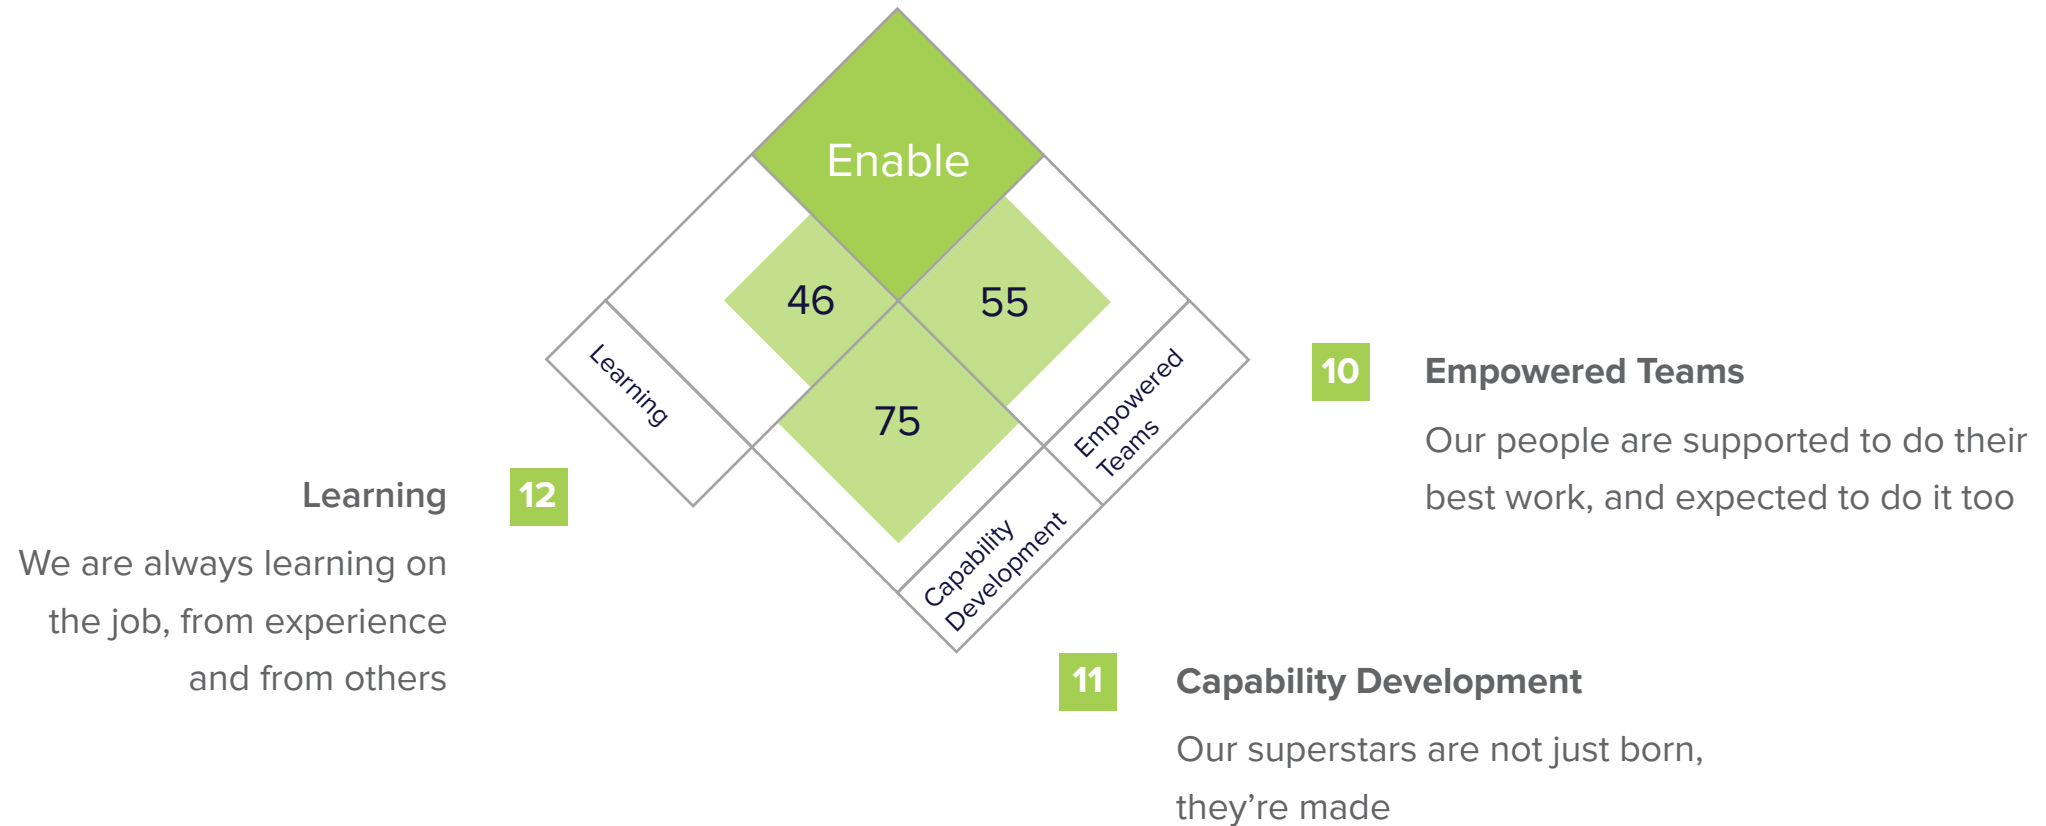 Enable
46
55
75
Learning
Empowered
Teams
Capability
Development
10
Empowered Teams
Our people are supported to do their
best work, and expected to do it too
12
Learning
We are always learning on
the job, from experience
and from others
11
Capability Development
Our superstars are not just born,
they’re made